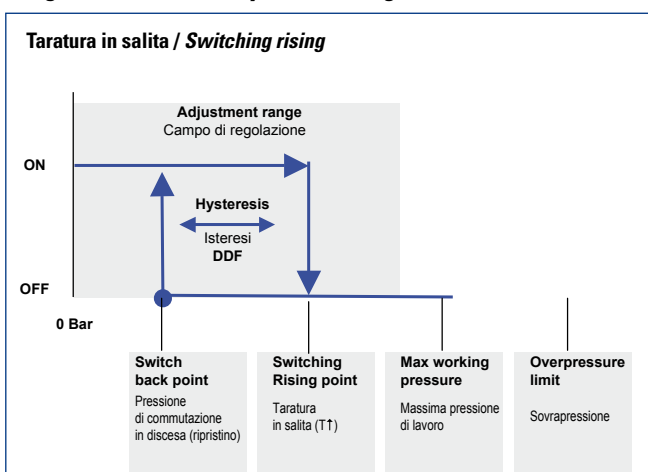 Taratura in salita / Switching rising
Adjustment range
Campo di regolazione
ON
Hysteresis
Isteresi
DDF
OFF
0 Bar
Switch
back point
Pressione
di commutazione
in discesa (ripristino)
Switching
Rising point
Taratura
in salita (T↑)
Max working
pressure
Massima pressione
di lavoro
Overpressure
limit
Sovrapressione